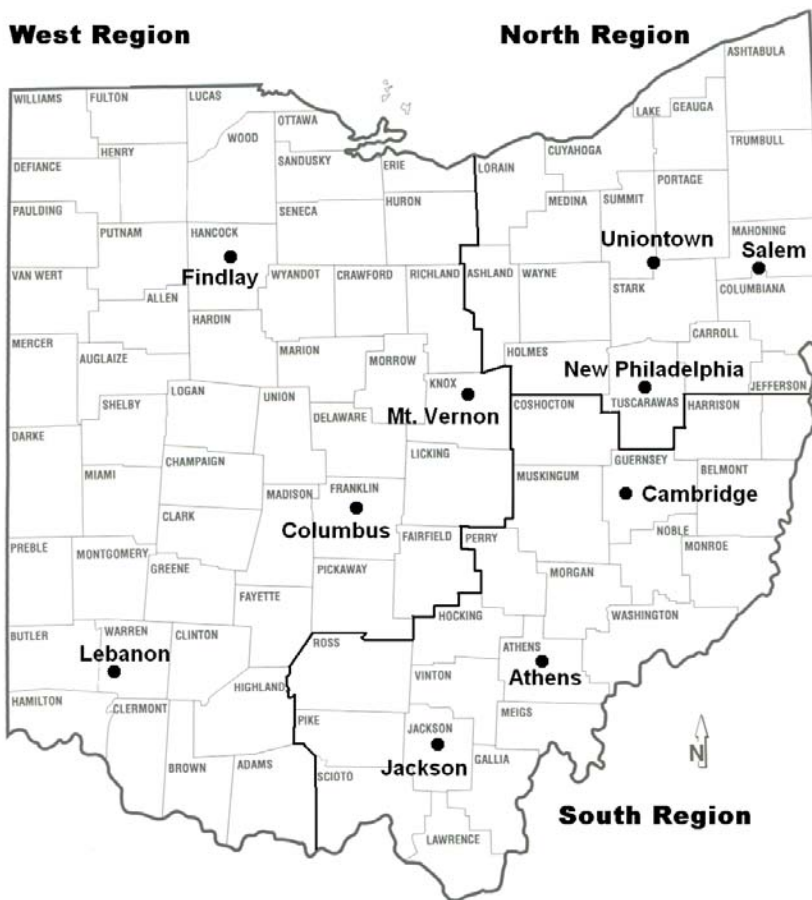 West Region
North Region
ASHTABULA
WILLIAMS
FULTON
LUCAS
LAKE
GEAUGA
OTTAWA
WOOD
CUYAHOGA
TRUMBULL
HENRY
SANDUSKY
ERIE
LORAIN
DEFIANCE
PORTAGE
HURON
MEDINA
SUMMIT
PAULDING
SENECA
PUTNAM
HANCOCK
MAHONING
Uniontown
Salem
Findlay
VAN WERT
WYANDOT
CRAWFORD
RICHLAND
ASHLAND
WAYNE
STARK
COLUMBIANA
ALLEN
HARDIN
CARROLL
MERCER
MARION
HOLMES
AUGLAIZE
MORROW
New Philadelphia
KNOX
JEFFERSON
LOGAN
UNION
TUSCARAWAS
SHELBY
COSHOCTON
HARRISON
Mt. Vernon
DELAWARE
DARKE
LICKING
GUERNSEY
CHAMPAIGN
BELMONT
MIAMI
MUSKINGUM
FRANKLIN
MADISON
Cambridge
CLARK
Columbus
NOBLE
FAIRFIELD
PERRY
PREBLE
MONTGOMERY
MONROE
GREENE
PICKAWAY
MORGAN
FAYETTE
WASHINGTON
HOCKING
BUTLER
WARREN
CLINTON
ROSS
ATHENS
Lebanon
Athens
VINTON
HIGHLAND
HAMILTON
CLERMONT
MEIGS
PIKE
JACKSON
N
GALLIA
BROWN
ADAMS
Jackson
SCIOTO
South Region
LAWRENCE